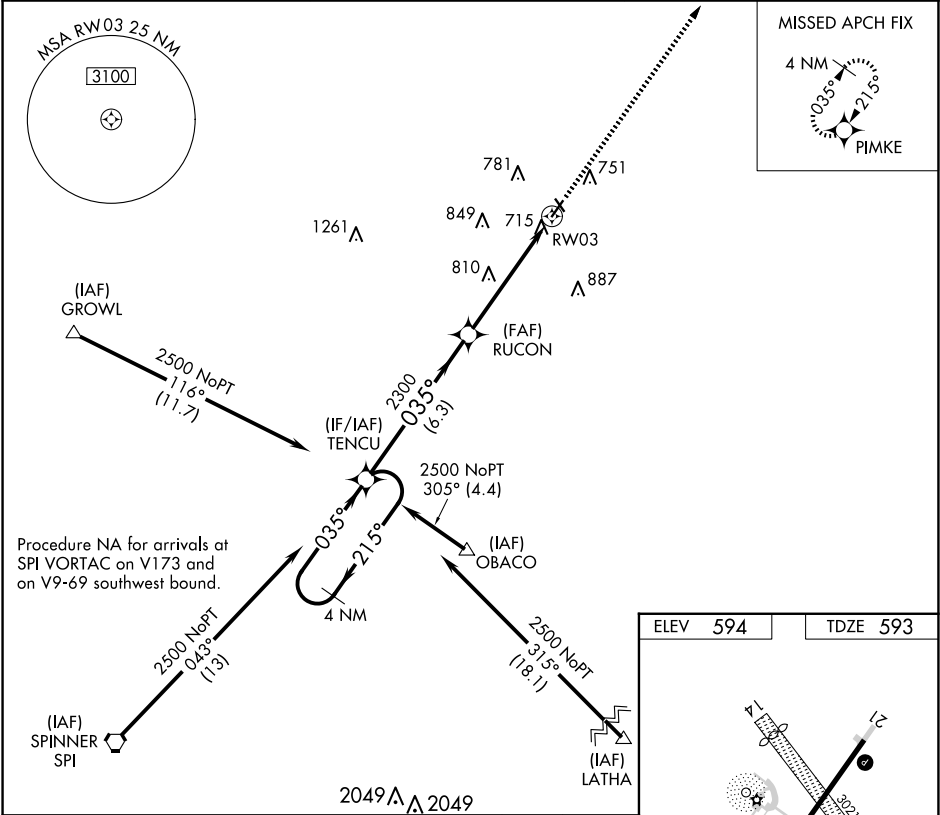 MSA RW03 25 NM
3100
MISSED APCH FIX
4 NM
035°
215°
PIMKE
781
751
849
715
RW03
1261
810
887
(IAF)
GROWL
2500 NoPT
116°
(11.7)
(FAF)
RUCON
2300
035°
(6.3)
(IF/IAF)
TENCU
2500 NoPT
305° (4.4)
035°
215°
(IAF)
OBACO
Procedure NA for arrivals at
SPI VORTAC on V173 and
on V9-69 southwest bound.
4 NM
2500 NoPT
043°
(13)
2500 NoPT
315°
(18.1)
(IAF)
SPINNER
SPI
(IAF)
LATHA
2049
2049
ELEV 594
TDZE 593
14
21
P